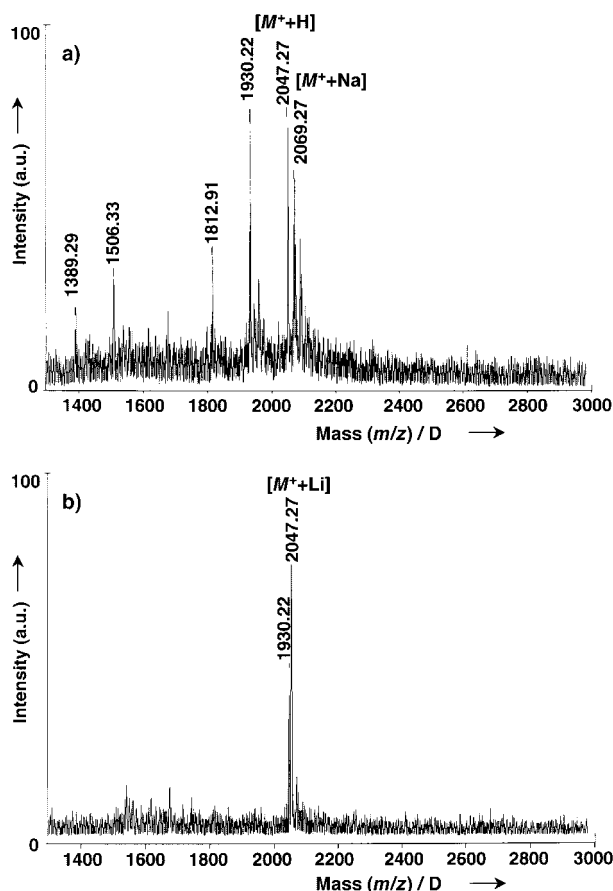 100
a)
[M⁺+H]
[M⁺+Na]
1389.29
1506.33
1812.91
1930.22
2047.27
2069.27
Intensity (a.u.)
0
1400 1600 1800 2000 2200 2400 2600 2800 3000
Mass (m/z) / D
100
b)
[M⁺+Li]
1930.22
2047.27
Intensity (a.u.)
0
1400 1600 1800 2000 2200 2400 2600 2800 3000
Mass (m/z) / D